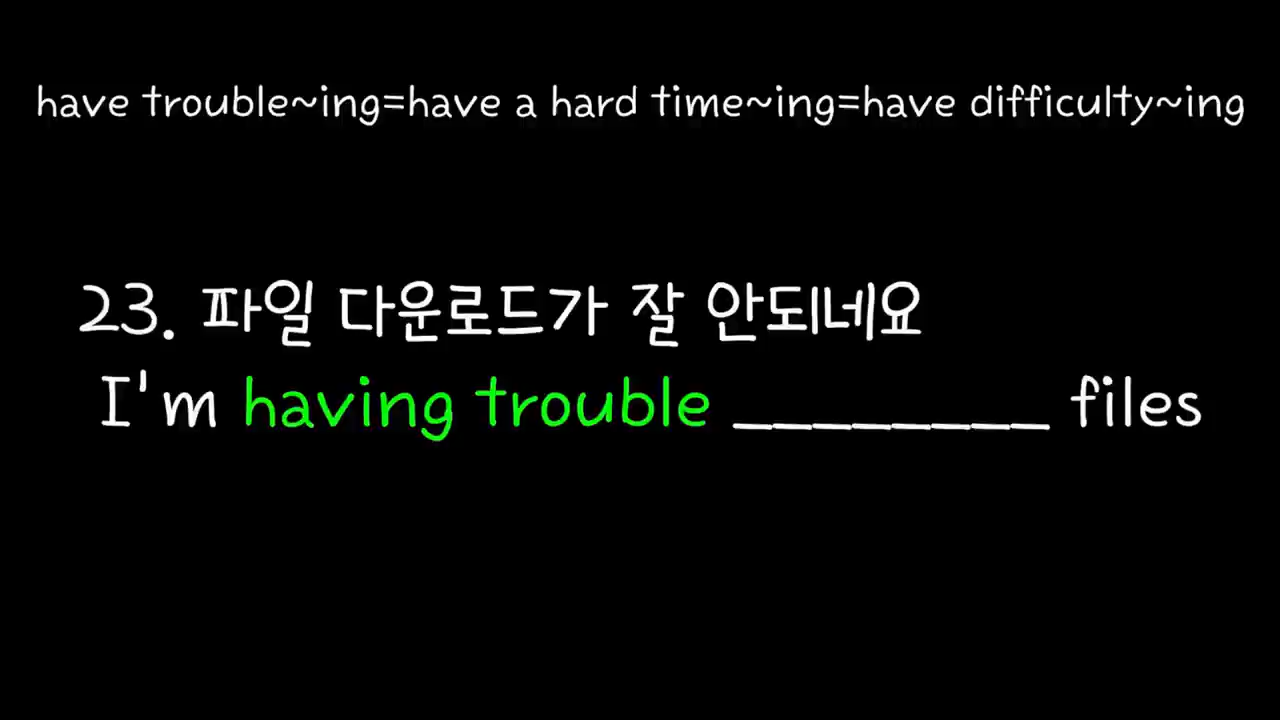 have trouble~ing=have a hard time~ing=have difficulty~ing
23. 파일 다운로드가 잘 안되네요
I'm having trouble ________ files